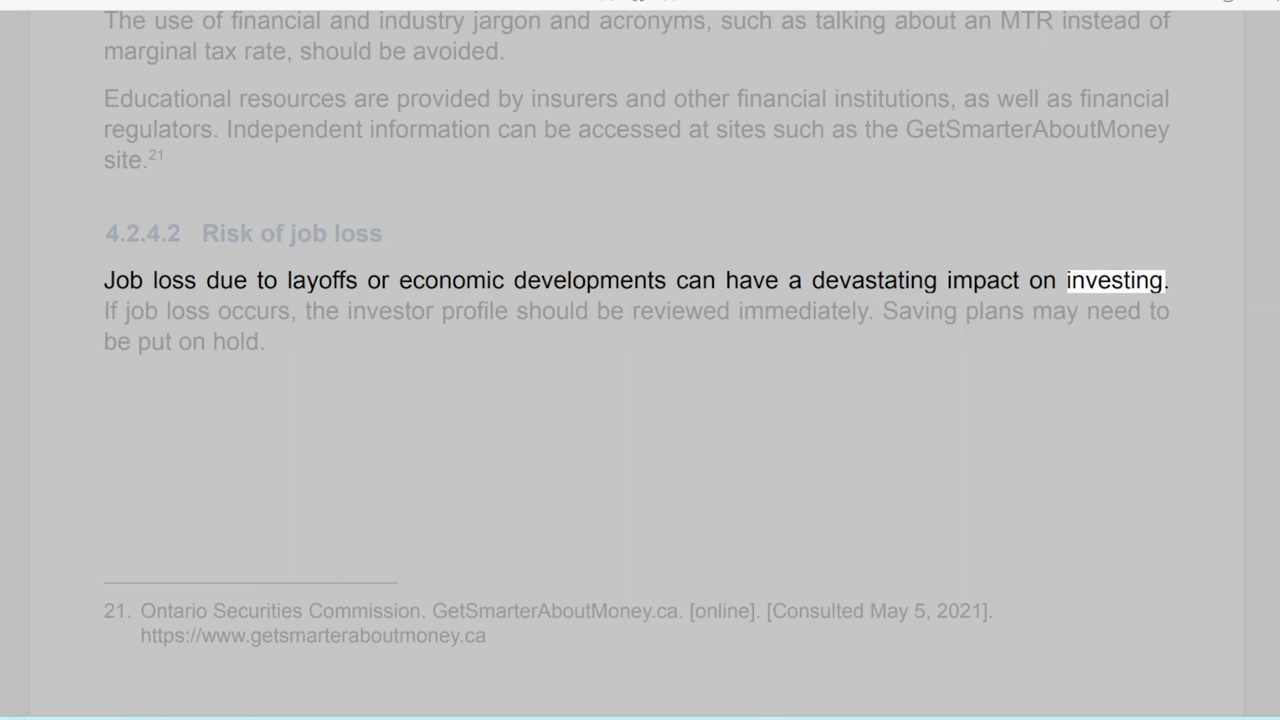 The use of financial and industry jargon and acronyms, such as talking about an MTR instead of
marginal tax rate, should be avoided.
Educational resources are provided by insurers and other financial institutions, as well as financial
regulators. Independent information can be accessed at sites such as the GetSmarterAboutMoney
site.21
4.2.4.2 Risk of job loss
Job loss due to layoffs or economic developments can have a devastating impact on investing.
If job loss occurs, the investor profile should be reviewed immediately. Saving plans may need to
be put on hold.
21. Ontario Securities Commission. GetSmarterAboutMoney.ca. [online]. [Consulted May 5, 2021].
https://www.getsmarteraboutmoney.ca